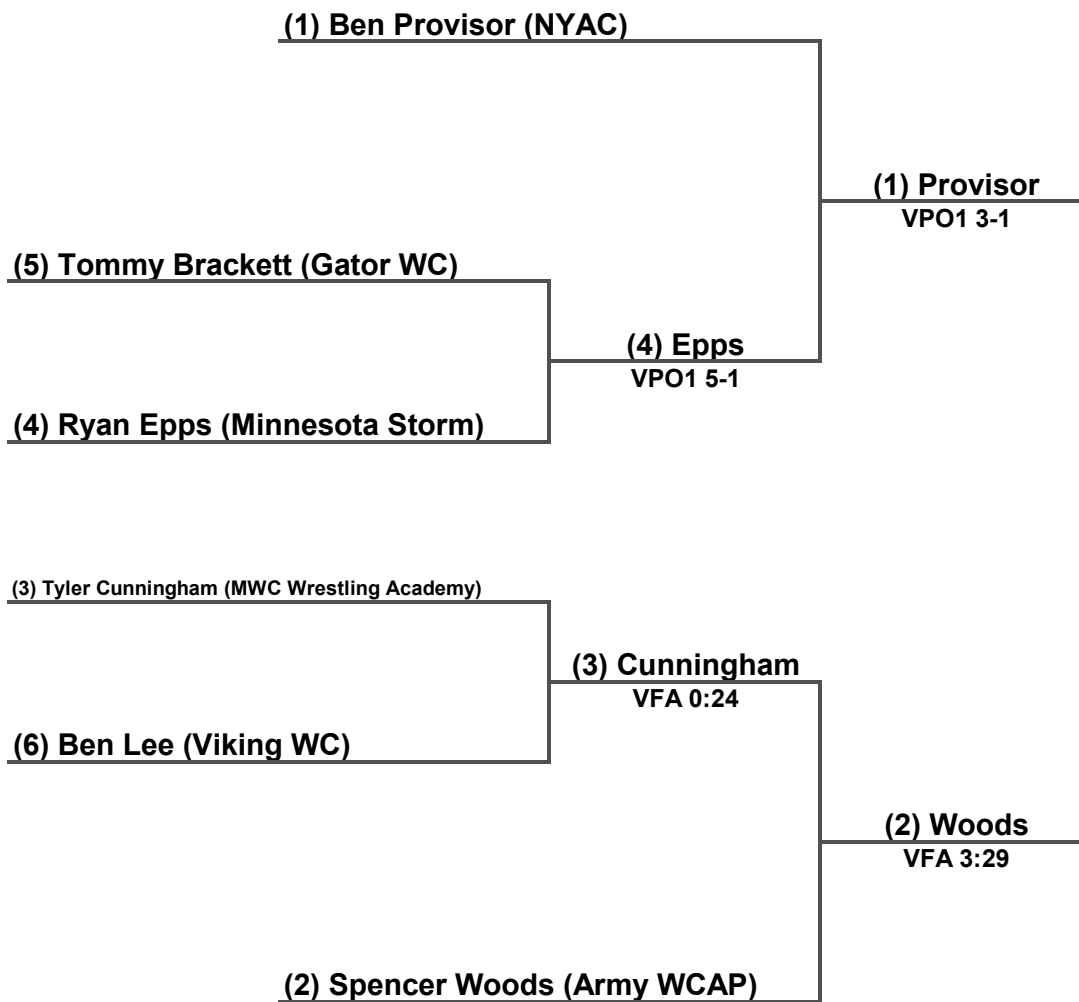 (1) Ben Provisor (NYAC)
(1) Provisor
VPO1 3-1
(5) Tommy Brackett (Gator WC)
(4) Epps
VPO1 5-1
(4) Ryan Epps (Minnesota Storm)
(3) Tyler Cunningham (MWC Wrestling Academy)
(3) Cunningham
VFA 0:24
(6) Ben Lee (Viking WC)
(2) Woods
VFA 3:29
(2) Spencer Woods (Army WCAP)